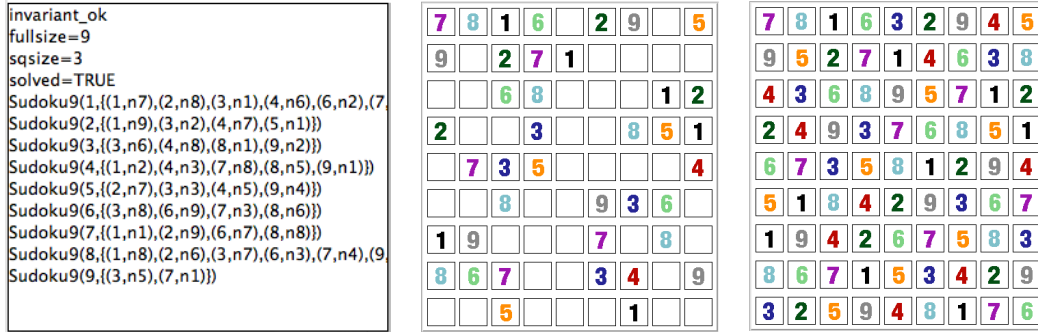 invariant_ok
fullsize=9
sqsize=3
solved=TRUE
Sudoku9(1,{(1,n7),(2,n8),(3,n1),(4,n6),(6,n2),(7,
Sudoku9(2,{(1,n9),(3,n2),(4,n7),(5,n1)})
Sudoku9(3,{(3,n6),(4,n8),(8,n1),(9,n2)})
Sudoku9(4,{(1,n2),(4,n3),(7,n8),(8,n5),(9,n1)})
Sudoku9(5,{(2,n7),(3,n3),(4,n5),(9,n4)})
Sudoku9(6,{(3,n8),(6,n9),(7,n3),(8,n6)})
Sudoku9(7,{(1,n1),(2,n9),(6,n7),(8,n8)})
Sudoku9(8,{(1,n8),(2,n6),(3,n7),(6,n3),(7,n4),(9,
Sudoku9(9,{(3,n5),(7,n1)})
7 8 1 6 2 9 5
9 2 7 1
6 8 1 2
2 3 8 5 1
7 3 5 4
8 9 3 6
1 9 7 8
8 6 7 3 4 9
5 1
7 8 1 6 3 2 9 4 5
9 5 2 7 1 4 6 3 8
4 3 6 8 9 5 7 1 2
2 4 9 3 7 6 8 5 1
6 7 3 5 8 1 2 9 4
5 1 8 4 2 9 3 6 7
1 9 4 2 6 7 5 8 3
8 6 7 1 5 3 4 2 9
3 2 5 9 4 8 1 7 6